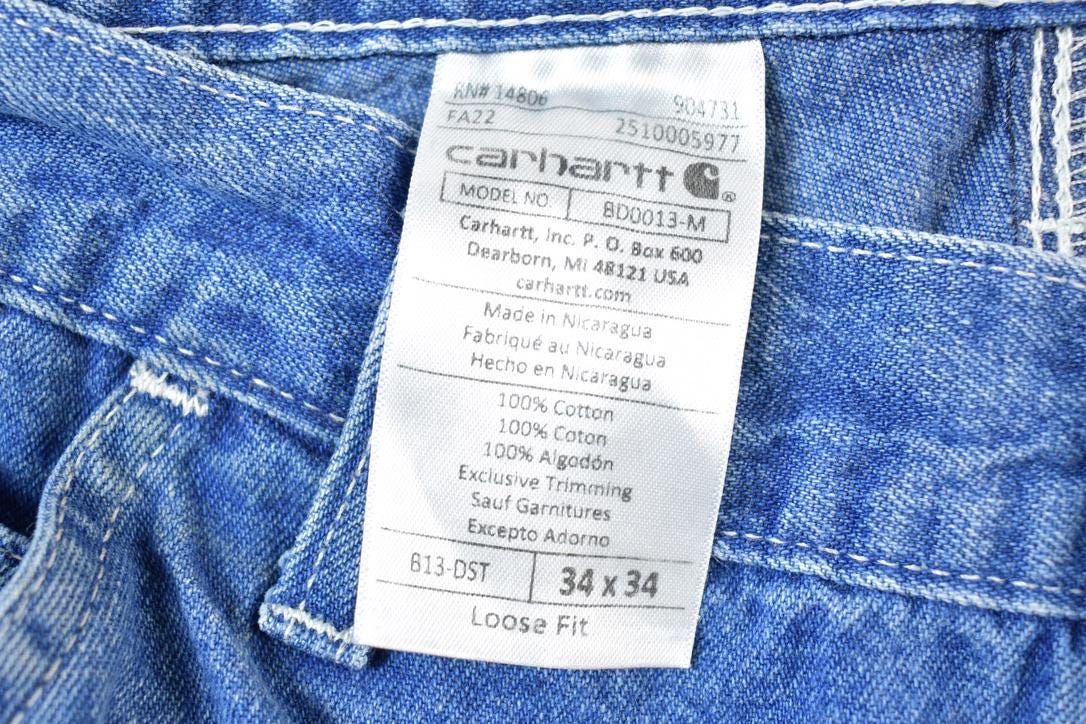 RN# 14806 904731
FA22 2510005977
carhartt ®
MODEL NO BD0013-M
Carhartt, Inc. P. O. Box 600
Dearborn, MI 48121 USA
carhartt.com
Made in Nicaragua
Fabriqué au Nicaragua
Hecho en Nicaragua
100% Cotton
100% Coton
100% Algodón
Exclusive Trimming
Sauf Garnitures
Excepto Adorno
B13-DST 34 x 34
Loose Fit